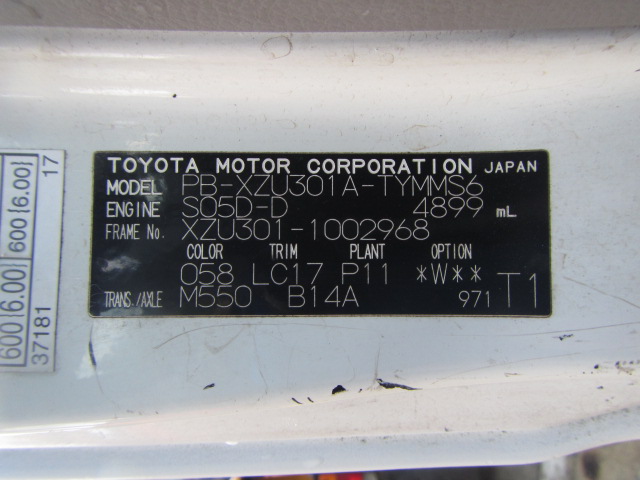 TOYOTA MOTOR CORPORATION JAPAN
MODEL PB-XZU301A-TYMMS6
ENGINE S05D-D 4899 mL
FRAME No. XZU301-1002968
COLOR TRIM PLANT OPTION
058 LC17 P11 *W**
TRANS./AXLE M550 B14A 971 T1
600(6.00) 600(6.00)
37181 17